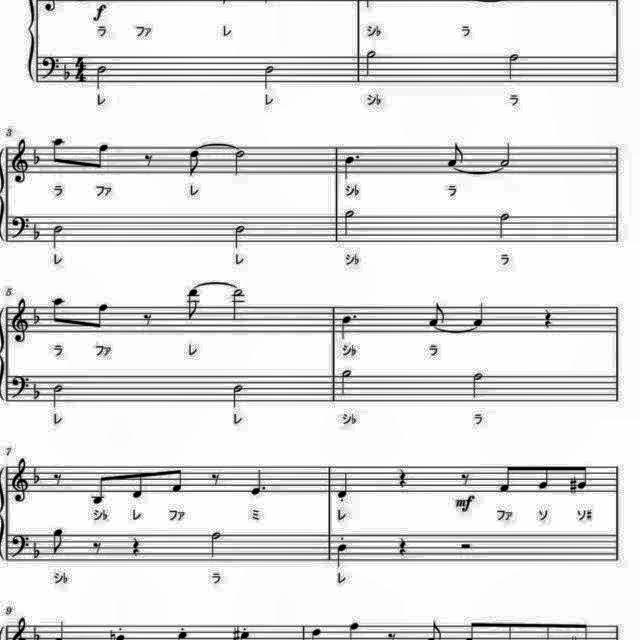 f
ラ ファ レ シ♭ ラ
4 4
レ レ シ♭ ラ
3
ラ ファ レ シ♭ ラ
レ レ シ♭ ラ
5
ラ ファ レ シ♭ ラ
レ レ シ♭ ラ
7
mf
シ♭ レ ファ ミ レ ファ ソ ソ#
シ♭ ラ レ
9